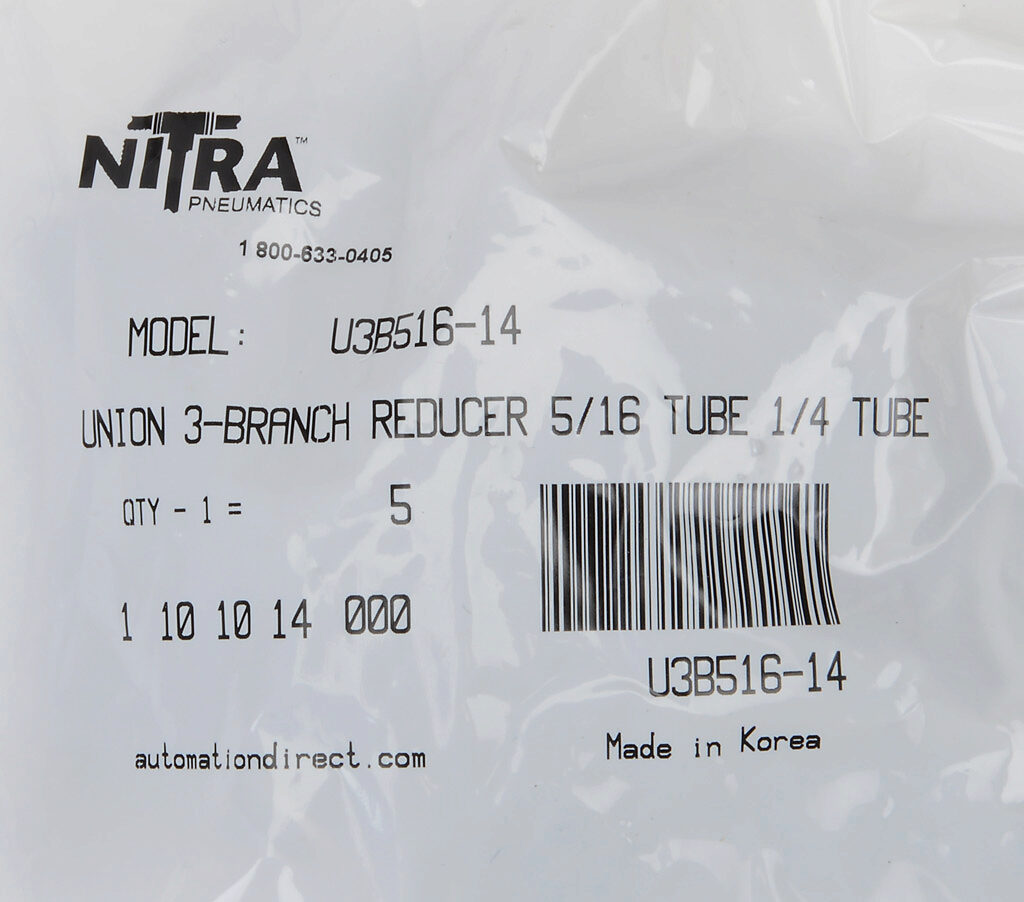 NITRA™
PNEUMATICS
1 800-633-0405
MODEL: U3B516-14
UNION 3-BRANCH REDUCER 5/16 TUBE 1/4 TUBE
QTY - 1 = 5
1 10 10 14 000
U3B516-14
Made in Korea
automationdirect.com